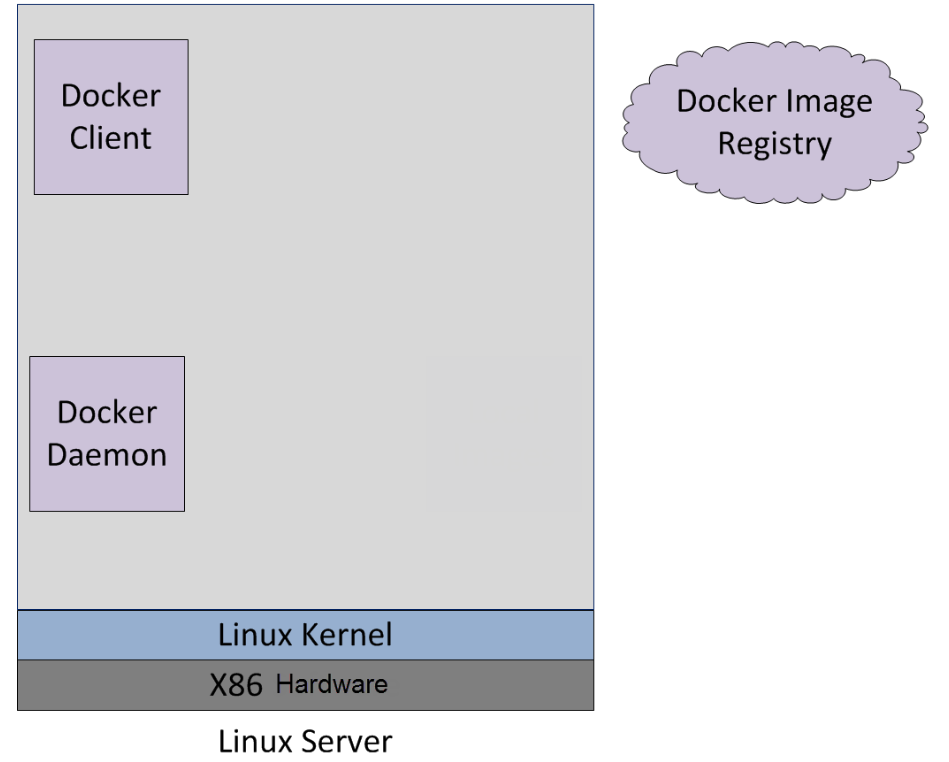 Docker
Client
Docker Image
Registry
Docker
Daemon
Linux Kernel
X86 Hardware
Linux Server